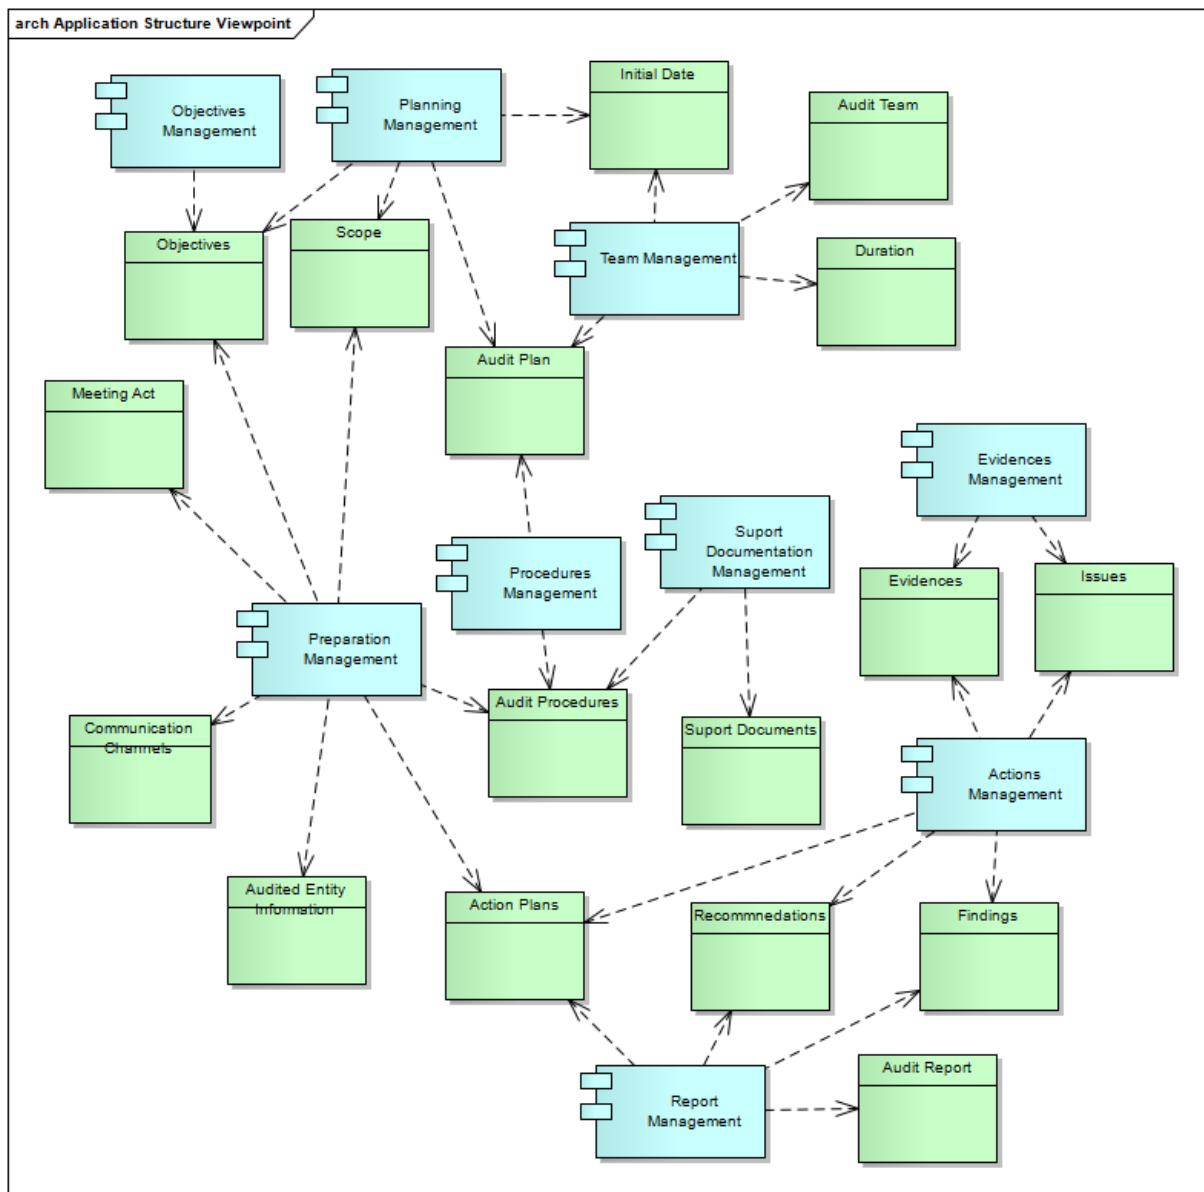 arch Application Structure Viewpoint
Objectives
Management
Planning
Management
Initial Date
Audit Team
Objectives
Scope
Team Management
Duration
Audit Plan
Meeting Act
Evidences
Management
Suport
Documentation
Management
Procedures
Management
Evidences
Issues
Preparation
Management
Audit Procedures
Communication
Channels
Suport Documents
Actions
Management
Audited Entity
Information
Action Plans
Recommnedations
Findings
Report
Management
Audit Report